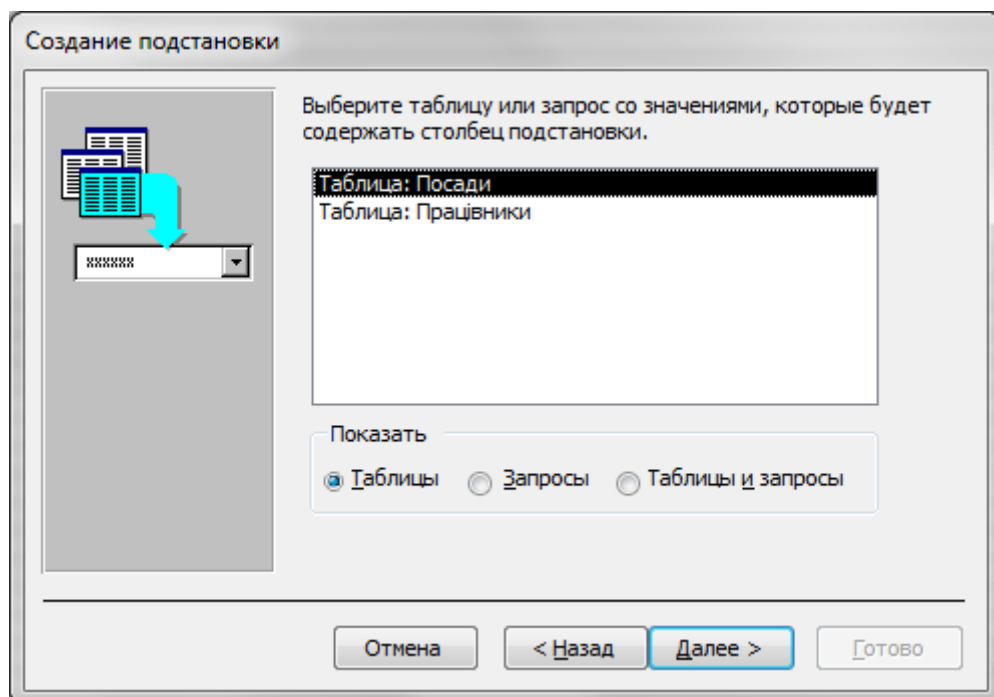 Создание подстановки
Выберите таблицу или запрос со значениями, которые будет
содержать столбец подстановки.
Таблица: Посади
Таблица: Працівники
xxxxxx
Показать
Таблицы
Запросы
Таблицы и запросы
Отмена
< Назад
Далее >
Готово